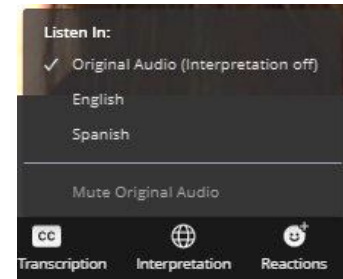 Listen In:
✓ Original Audio (Interpretation off)
English
Spanish
Mute Original Audio
CC
Transcription Interpretation Reactions